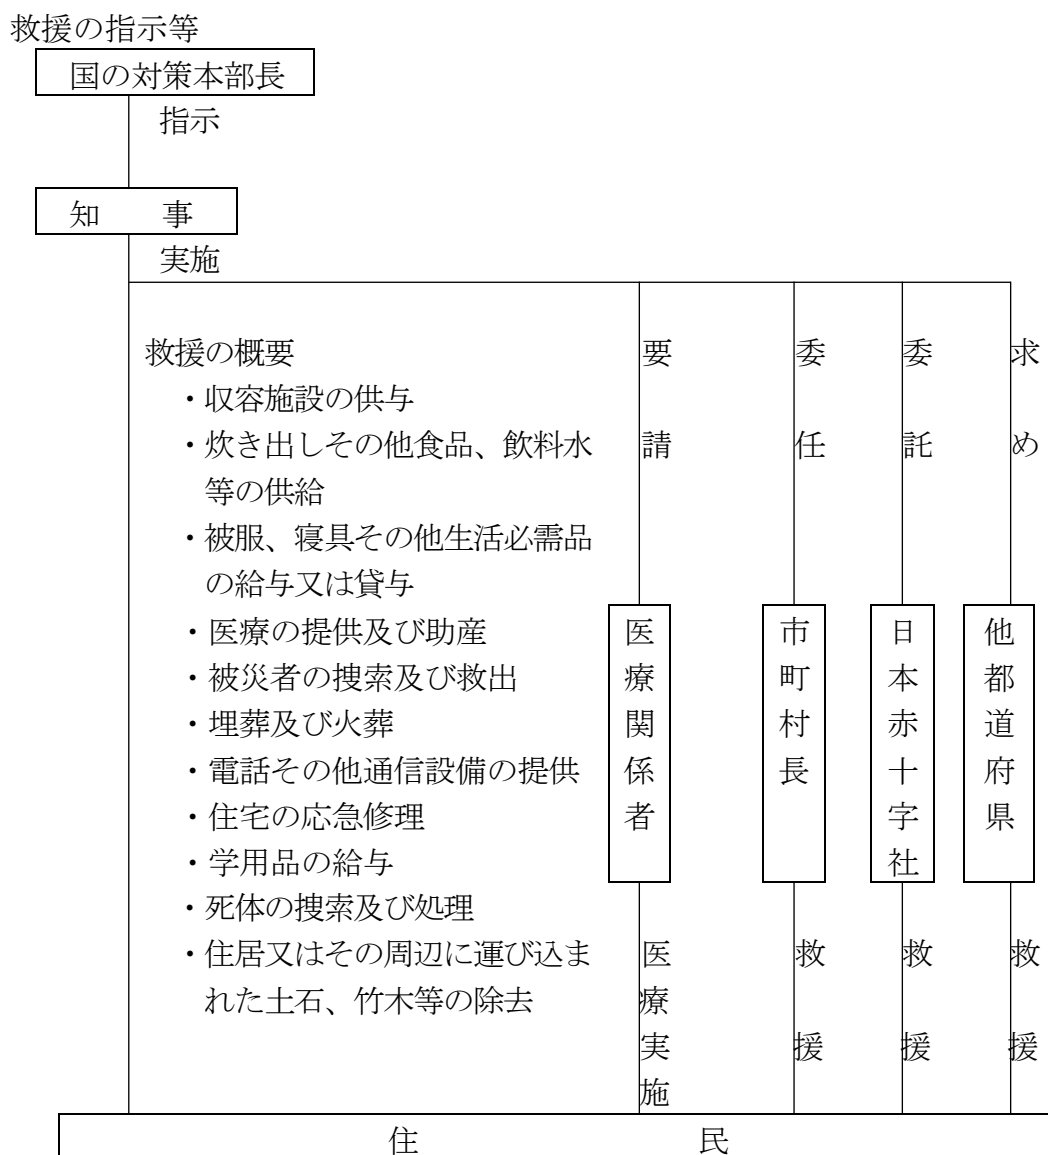 救援の指示等
国の対策本部長
指示
知 事
実施
救援の概要
・収容施設の供与
・炊き出しその他食品、飲料水
等の供給
・被服、寝具その他生活必需品
の給与又は貸与
・医療の提供及び助産
・被災者の捜索及び救出
・埋葬及び火葬
・電話その他通信設備の提供
・住宅の応急修理
・学用品の給与
・死体の捜索及び処理
・住居又はその周辺に運び込ま
れた土石、竹木等の除去
要請
医療関係者
医療実施
委任
市町村長
救援
委託
日本赤十字社
救援
求め
他都道府県
救援
住 民